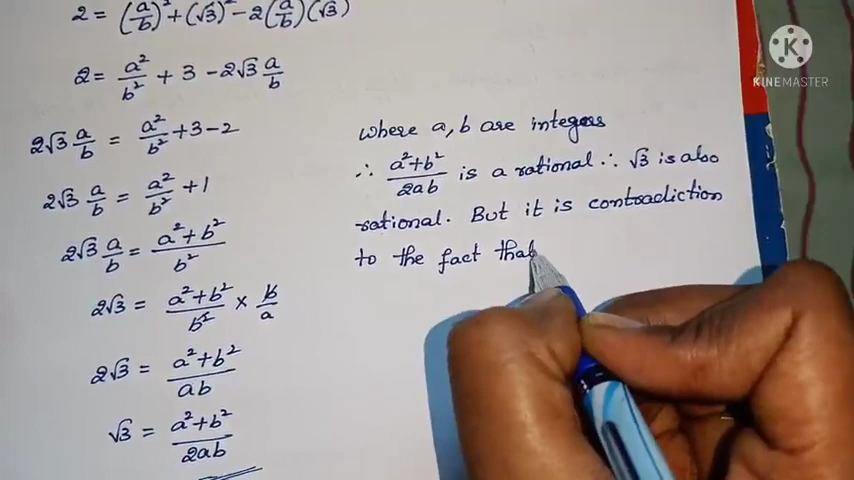 2 = (a/b)² + (√3)² - 2(a/b)(√3)
2 = a²/b² + 3 - 2√3 a/b
2√3 a/b = a²/b² + 3 - 2
2√3 a/b = a²/b² + 1
2√3 a/b = a² + b²/b²
2√3 = a² + b²/b² × b/a
2√3 = a² + b²/ab
√3 = a² + b²/2ab
where a, b are integers
∴ a² + b²/2ab is a rational ∴ √3 is also
rational. But it is contradiction
to the fact that
K
KINEMASTER